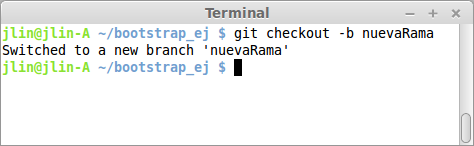 Terminal
jlin@jlin-A ~/bootstrap_ej $ git checkout -b nuevaRama
Switched to a new branch 'nuevaRama'
jlin@jlin-A ~/bootstrap_ej $